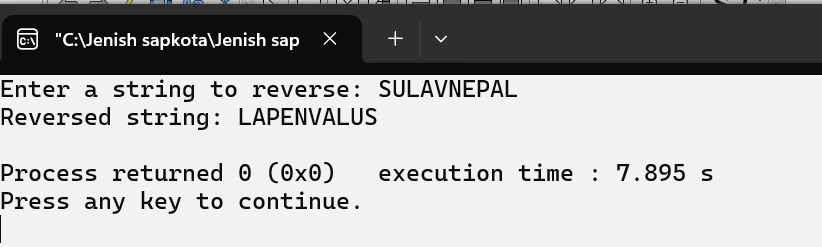 "C:\Jenish sapkota\Jenish sap
Enter a string to reverse: SULAVNEPAL
Reversed string: LAPENVALUS
Process returned 0 (0x0)   execution time : 7.895 s
Press any key to continue.